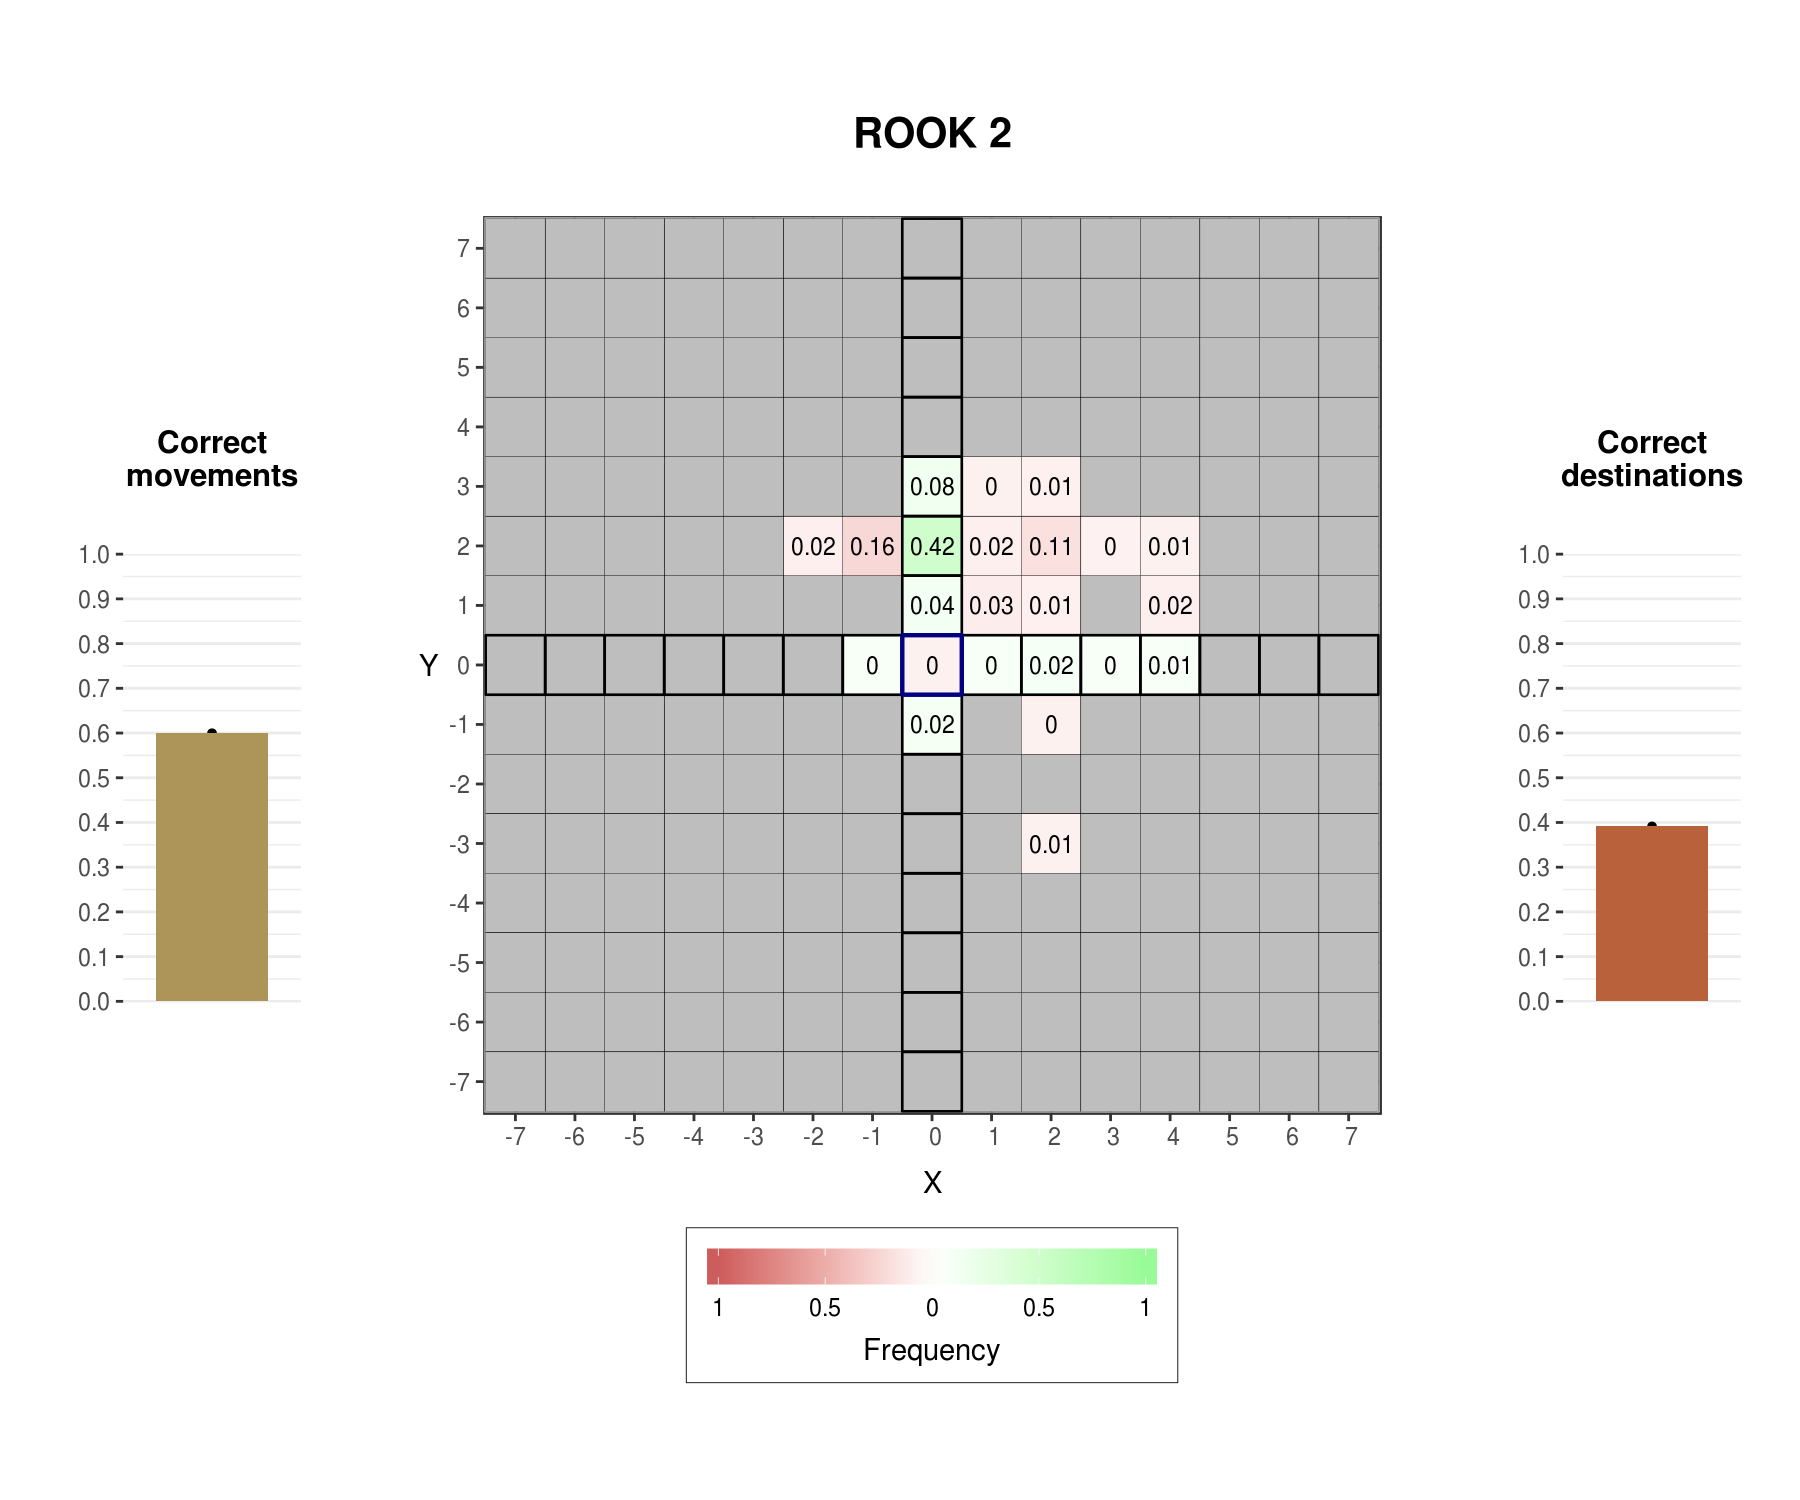 ROOK 2
Correct
movements
1.0
0.9
0.8
0.7
0.6
0.5
0.4
0.3
0.2
0.1
0.0
Y
7
6
5
4
3 0.08 0 0.01
2 0.02 0.16 0.42 0.02 0.11 0 0.01
1 0.04 0.03 0.01 0.02
0 0 0 0 0.02 0 0.01
-1 0.02 0
-2
-3 0.01
-4
-5
-6
-7
-7 -6 -5 -4 -3 -2 -1 0 1 2 3 4 5 6 7
X
1 0.5 0 0.5 1
Frequency
Correct
destinations
1.0
0.9
0.8
0.7
0.6
0.5
0.4
0.3
0.2
0.1
0.0